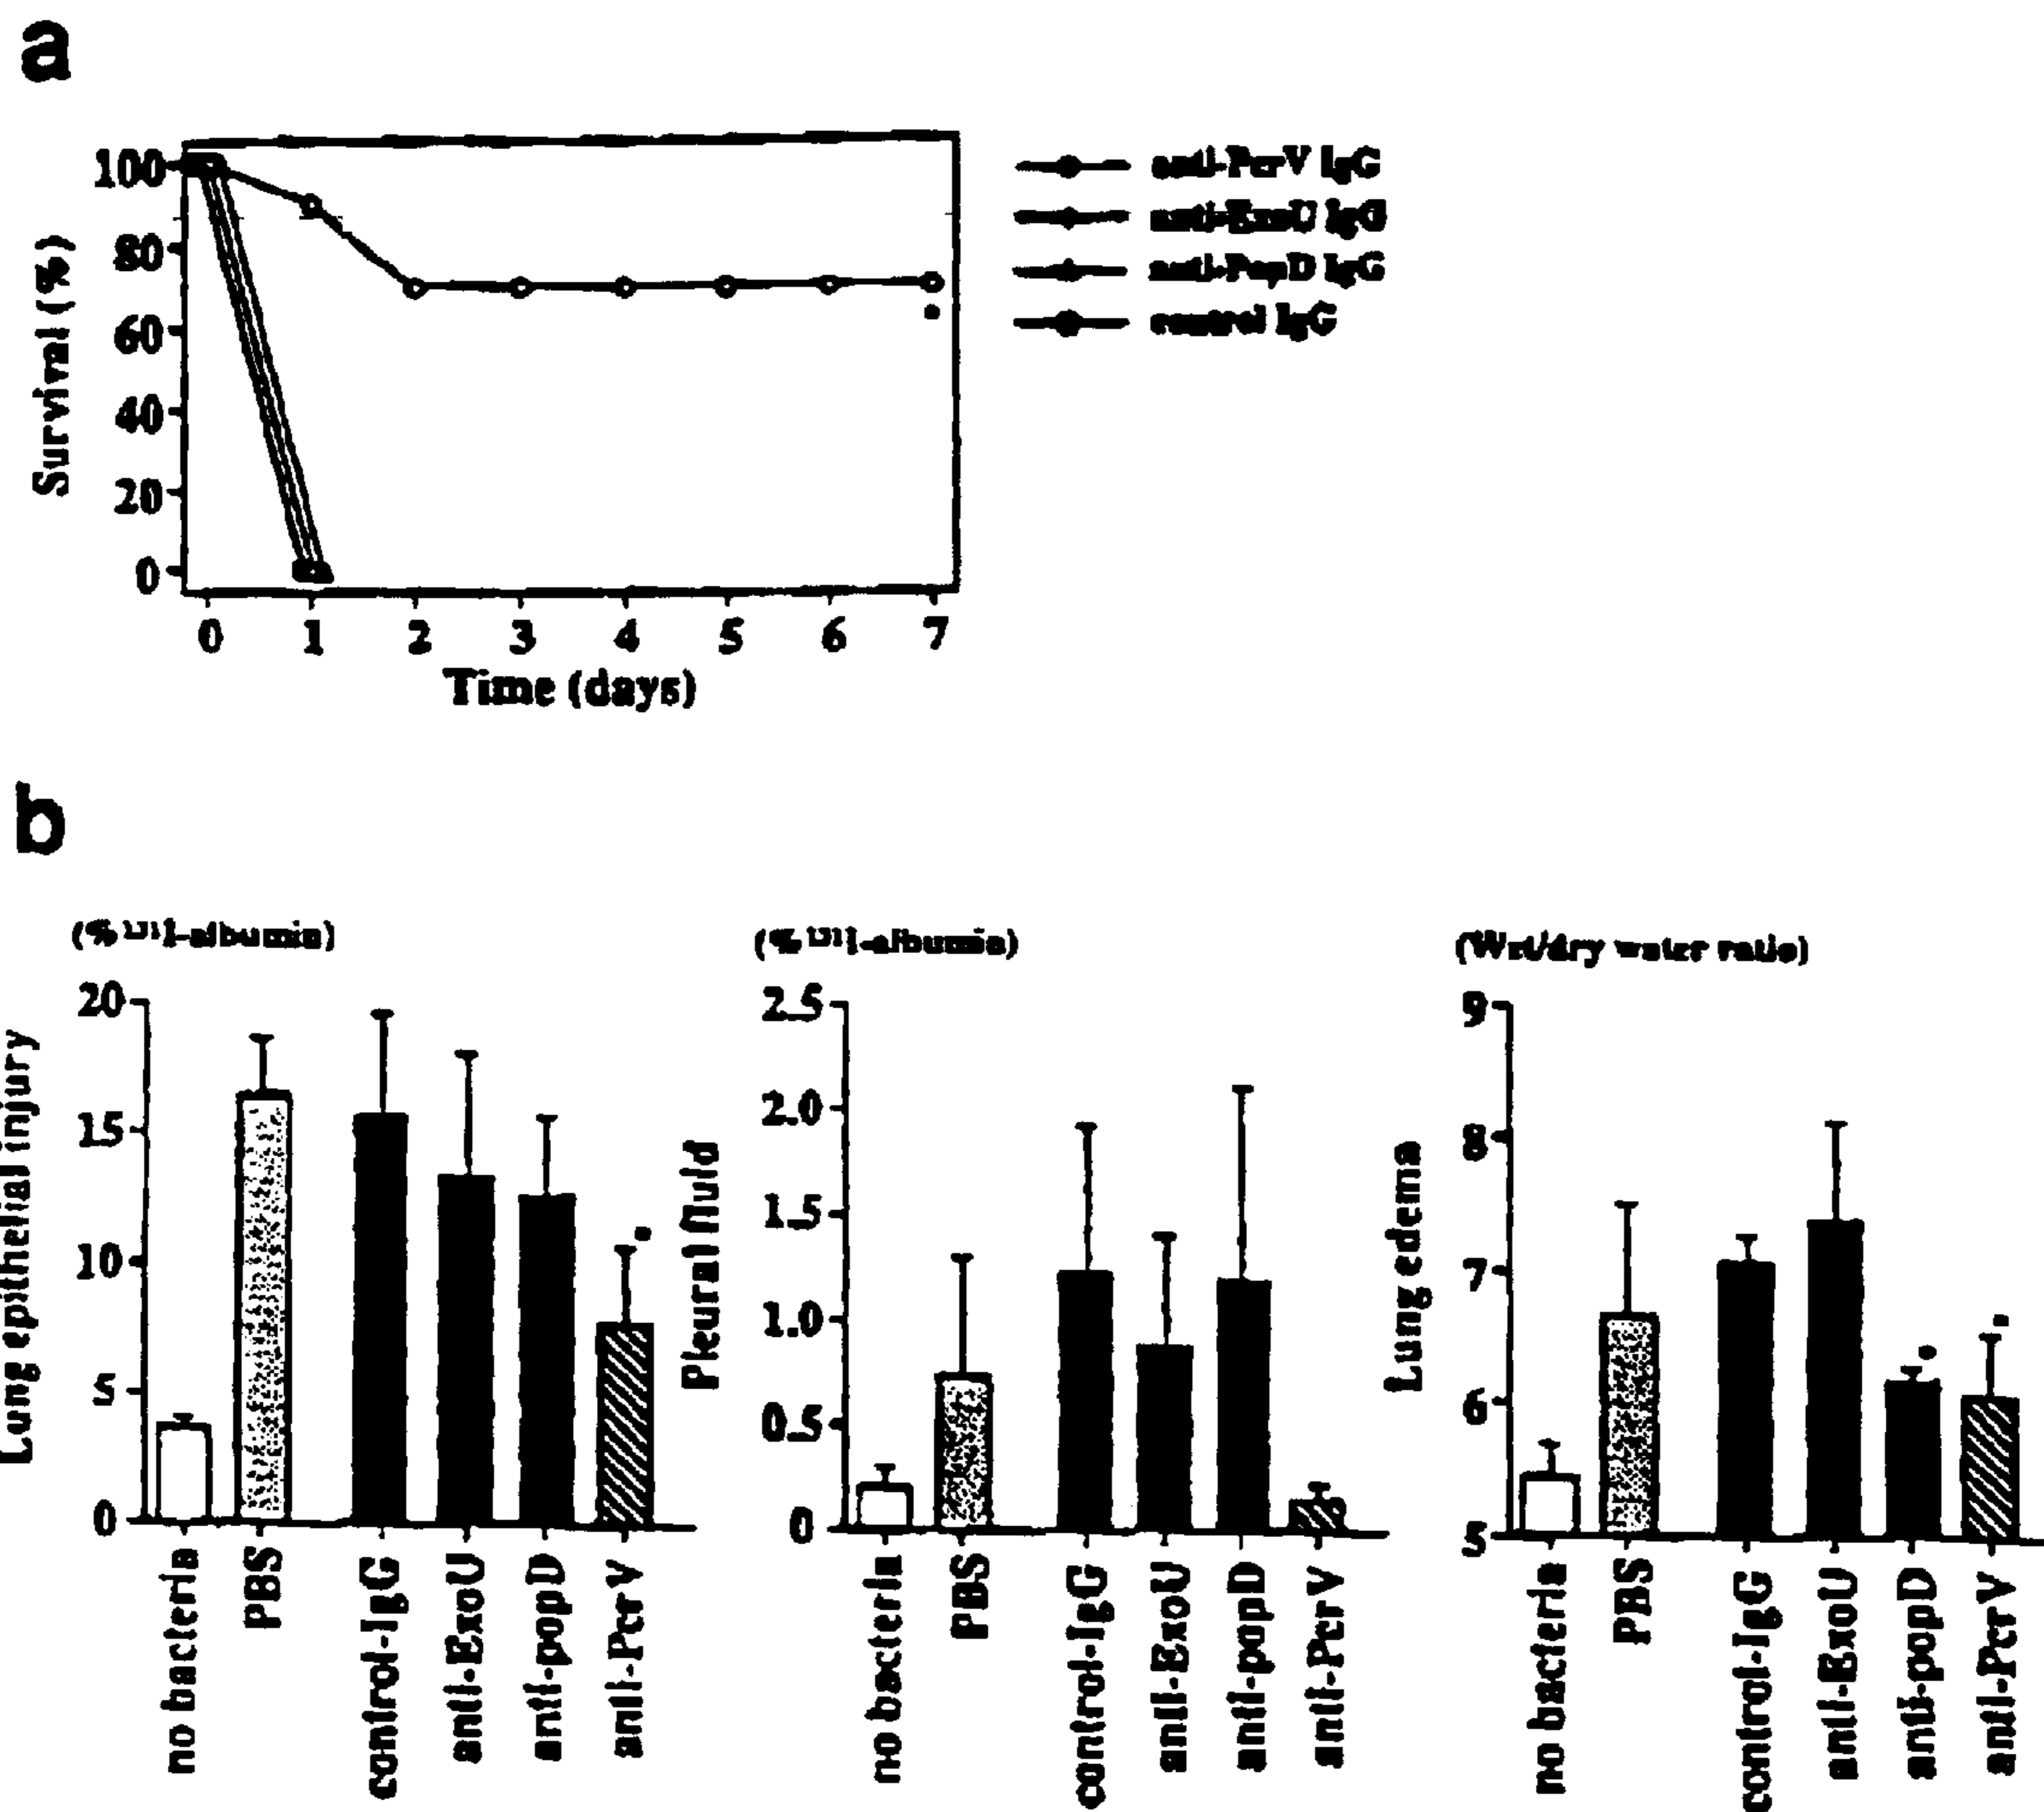 a
100
80
60
40
20
0
Survival (%)
0 1 2 3 4 5 6 7
Time (days)
anti-PcrV IgG
anti-ExoU IgG
anti-PopD IgG
control IgG
b
(% ¹³¹I-albumin)
20
15
10
5
0
Lung epithelial injury
no bacteria
PBS
control-IgG
anti-ExoU
anti-popD
anti-PcrV
(% ¹³¹I-albumin)
2.5
2.0
1.5
1.0
0.5
0
Pleural fluid
no bacteria
PBS
control-IgG
anti-ExoU
anti-popD
anti-PcrV
(Wet/dry water ratio)
9
8
7
6
5
Lung edema
no bacteria
PBS
control-IgG
anti-ExoU
anti-popD
anti-PcrV